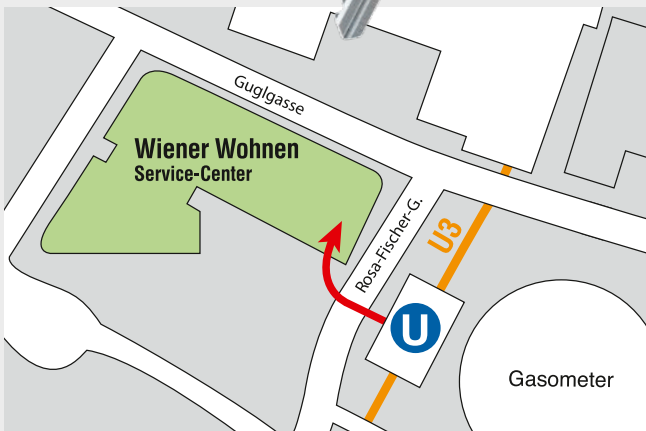 Guglgasse
Wiener Wohnen
Service-Center
Rosa-Fischer-G.
U3
U
Gasometer